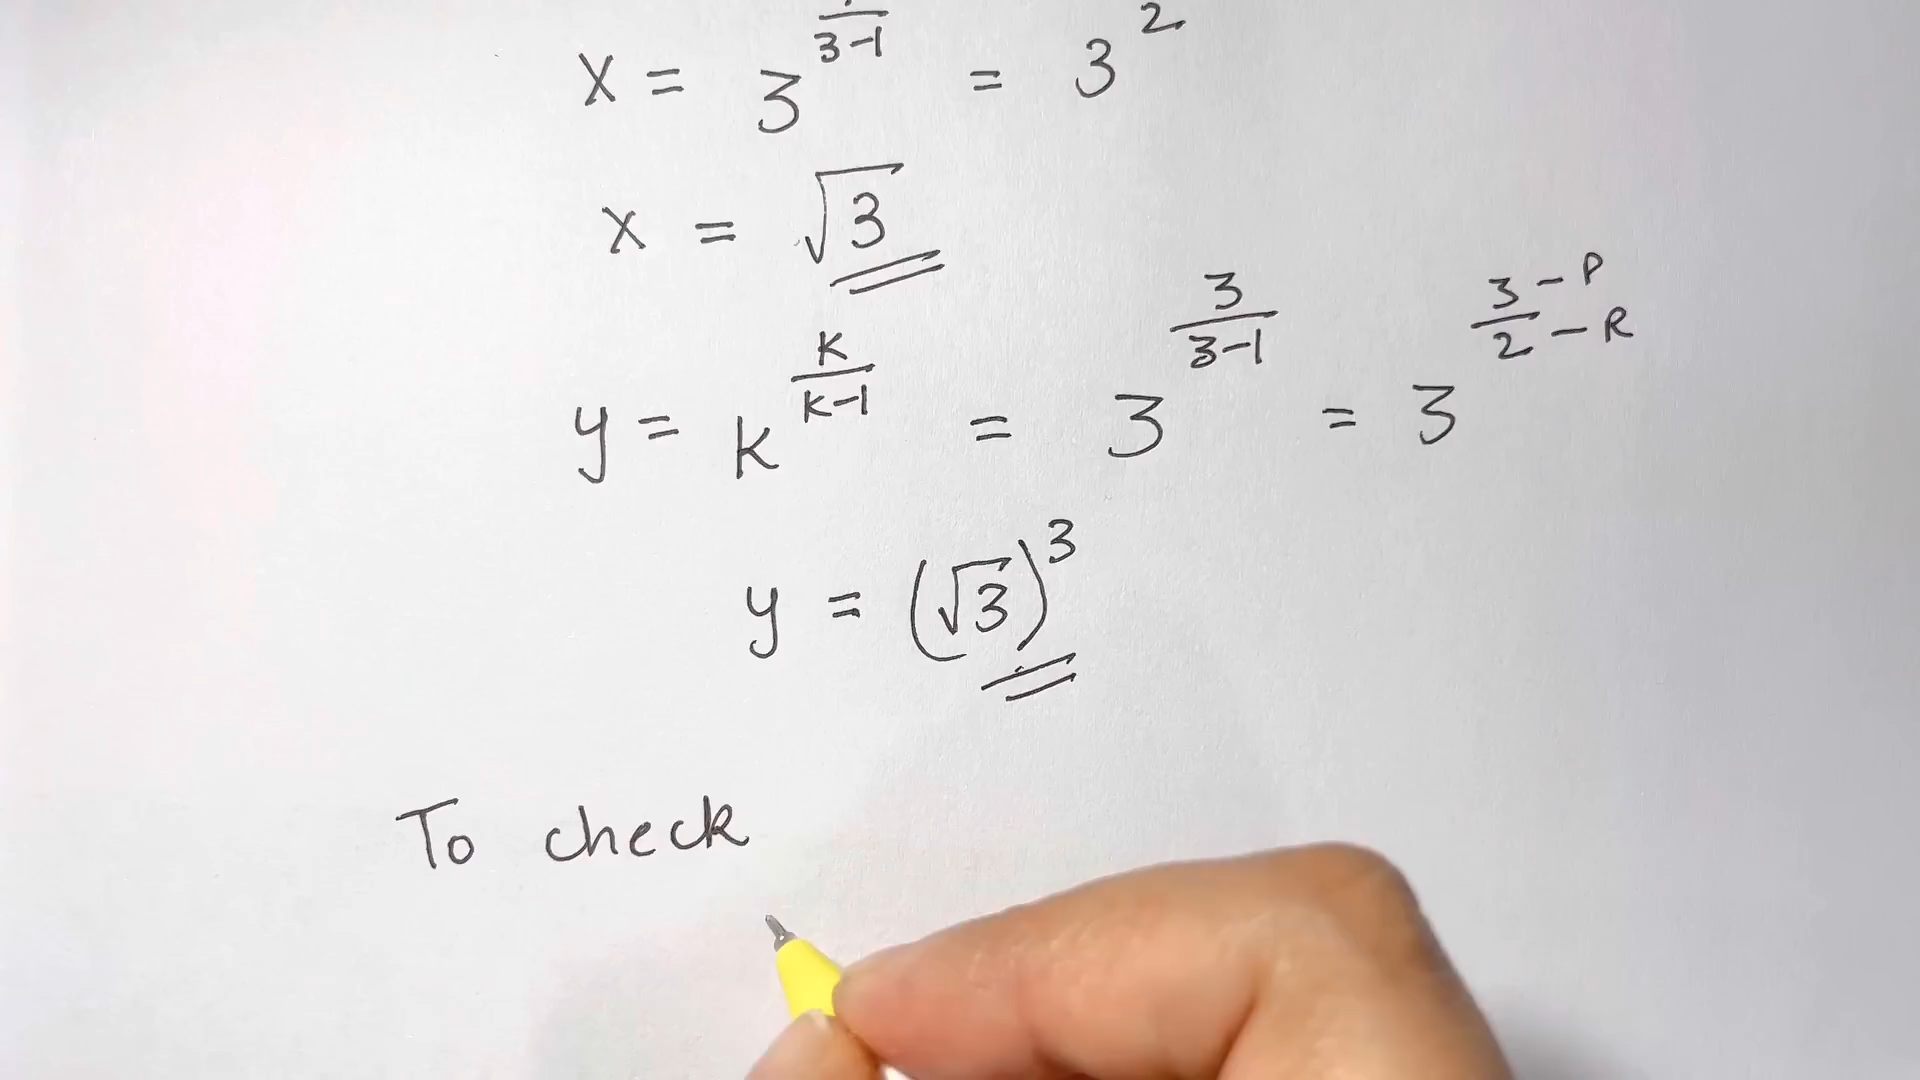 x = 3^(1/(3-1)) = 3^2
x = √3
y = k^(k/(k-1)) = 3^(3/(3-1)) = 3^(3/2) - P - R
y = (√3)^3
To check